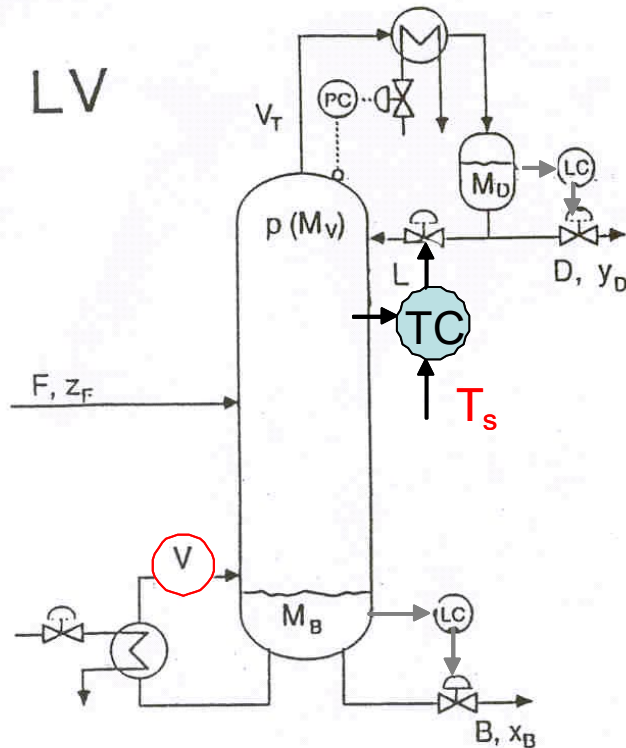 LV
V_T
PC
LC
M_D
p (M_V)
L
D, y_D
TC
F, z_F
T_s
V
M_B
LC
B, x_B